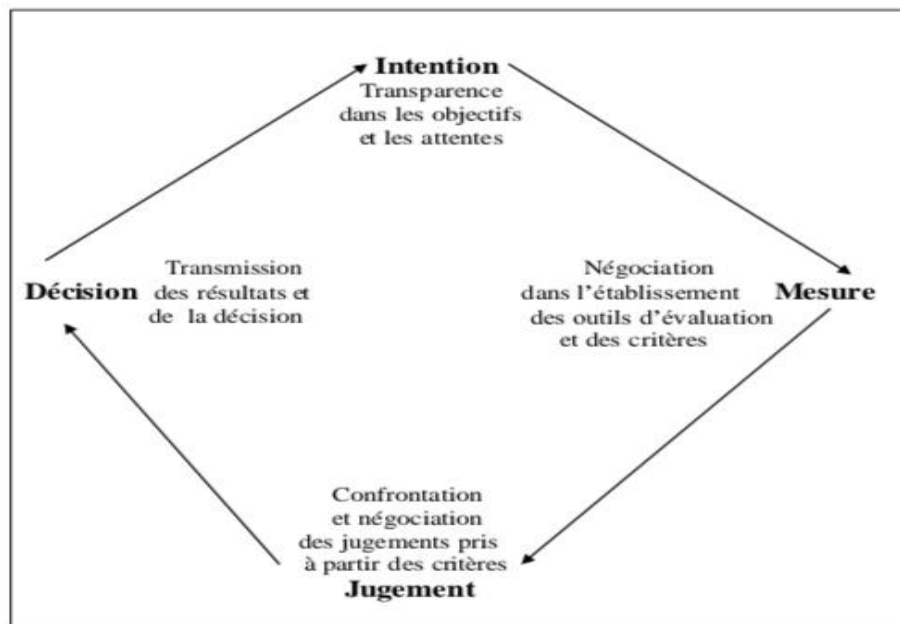 Intention
Transparence
dans les objectifs
et les attentes
Décision
Transmission
des résultats et
de la décision
Négociation
dans l'établissement
des outils d'évaluation
et des critères
Mesure
Confrontation
et négociation
des jugements pris
à partir des critères
Jugement